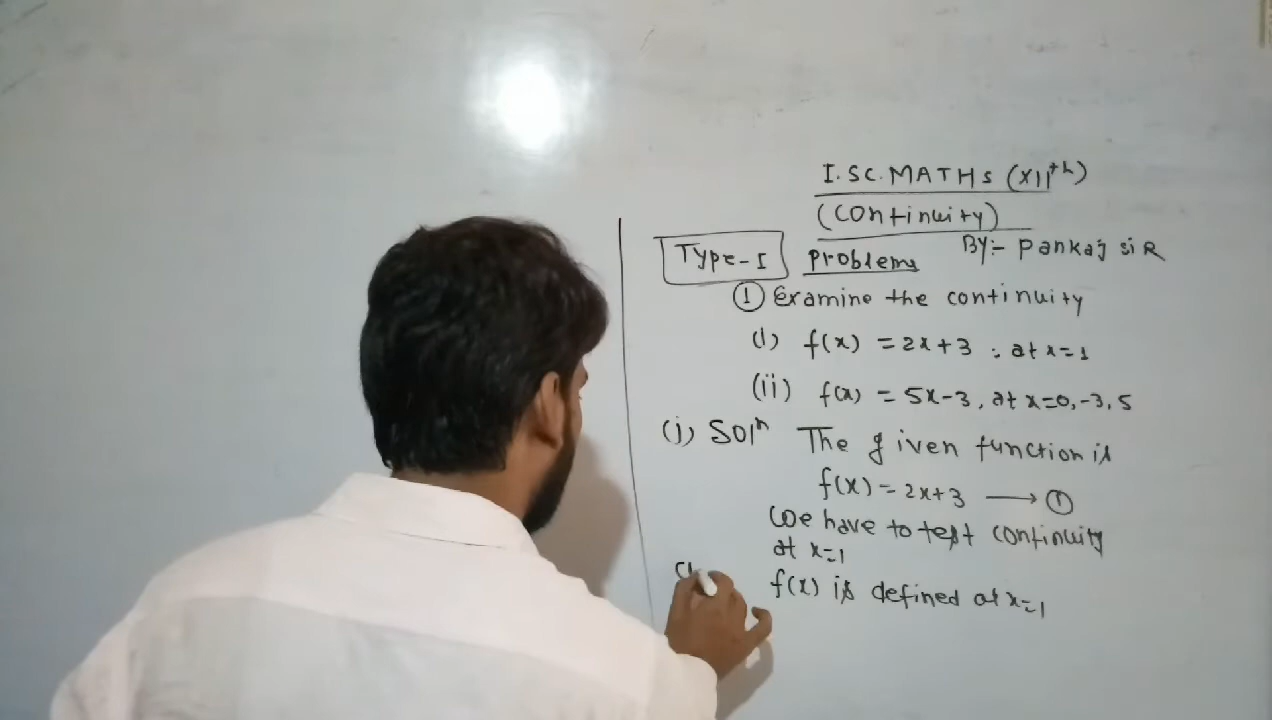 I.SC.MATHS (XIIth)
(Continuity)
Type-I problems By:- Pankaj siR
① Examine the continuity
(i) f(x) = 2x+3 , at x=1
(ii) f(x) = 5x-3, at x=0,-3,5
(i) Solⁿ The given function is
f(x) = 2x+3 → ①
We have to test continuity
at x=1
f(x) is defined at x=1